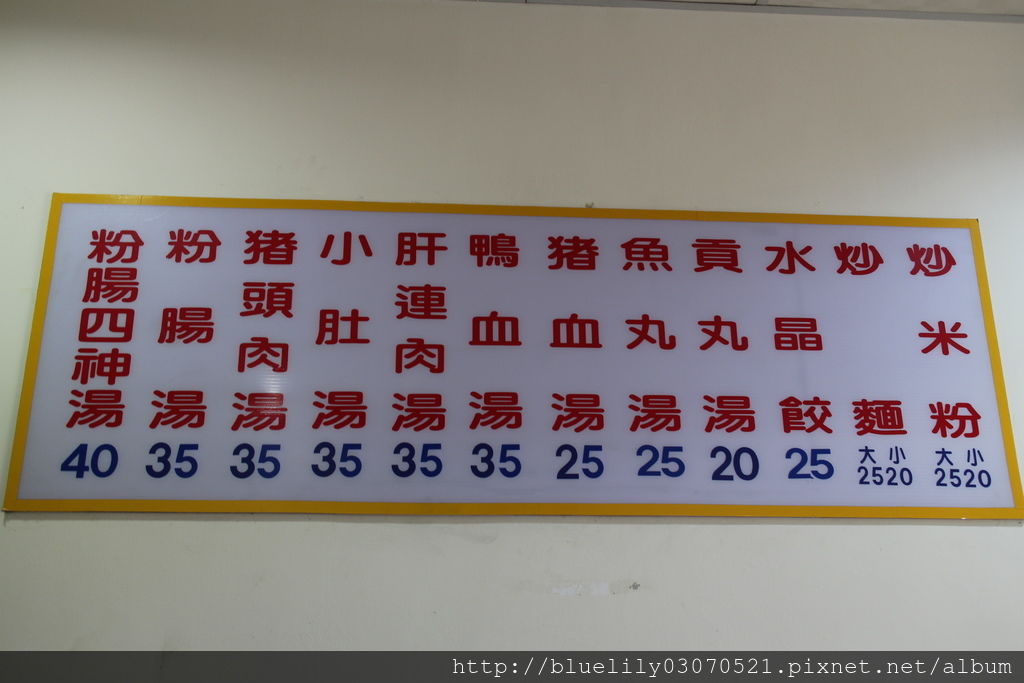 炒米粉
大 小
25 20
炒麵
大 小
25 20
水晶餃
25
貢丸湯
20
魚丸湯
25
猪血湯
25
鴨血湯
35
肝連肉湯
35
小肚湯
35
猪頭肉湯
35
粉腸湯
35
粉腸四神湯
40
http://bluelily03070521.pixnet.net/album